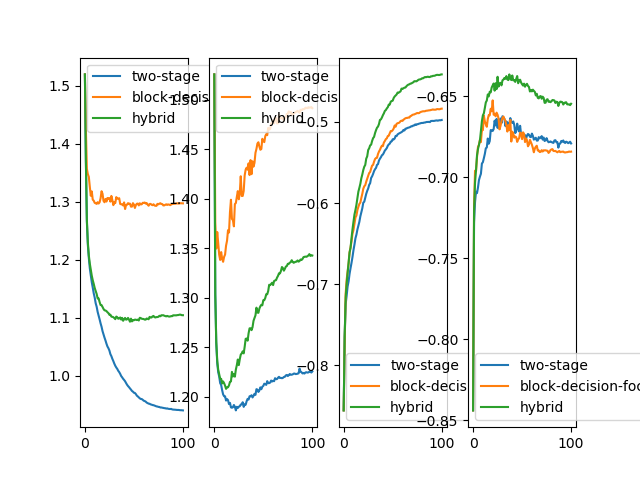 1.5
1.4
1.3
1.2
1.1
1.0
0
100
two-stage
block-decis
hybrid
1.50
1.45
1.40
1.35
1.30
1.25
1.20
0
100
two-stage
block-decis
hybrid
−0.5
−0.6
−0.7
−0.8
0
100
two-stage
block-decis
hybrid
−0.65
−0.70
−0.75
−0.80
−0.85
0
100
two-stage
block-decision-foc
hybrid